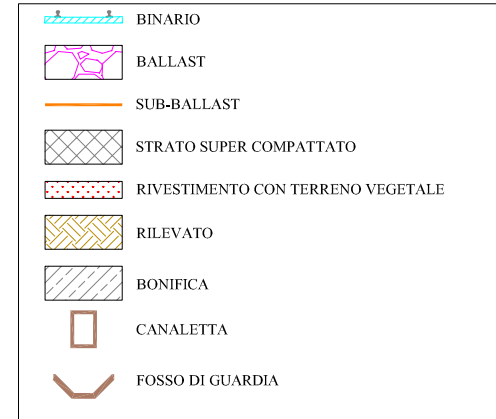 BINARIO
BALLAST
SUB-BALLAST
STRATO SUPER COMPATTATO
RIVESTIMENTO CON TERRENO VEGETALE
RILEVATO
BONIFICA
CANALETTA
FOSSO DI GUARDIA